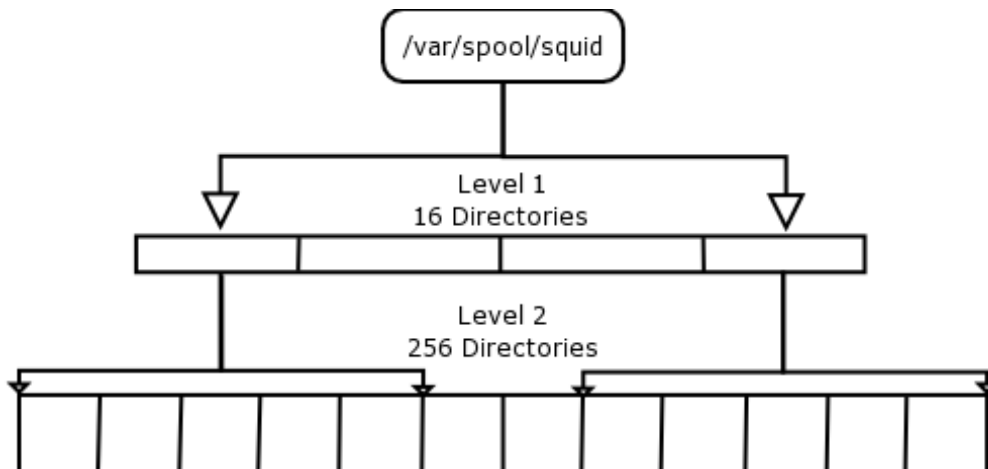 /var/spool/squid
Level 1
16 Directories
Level 2
256 Directories